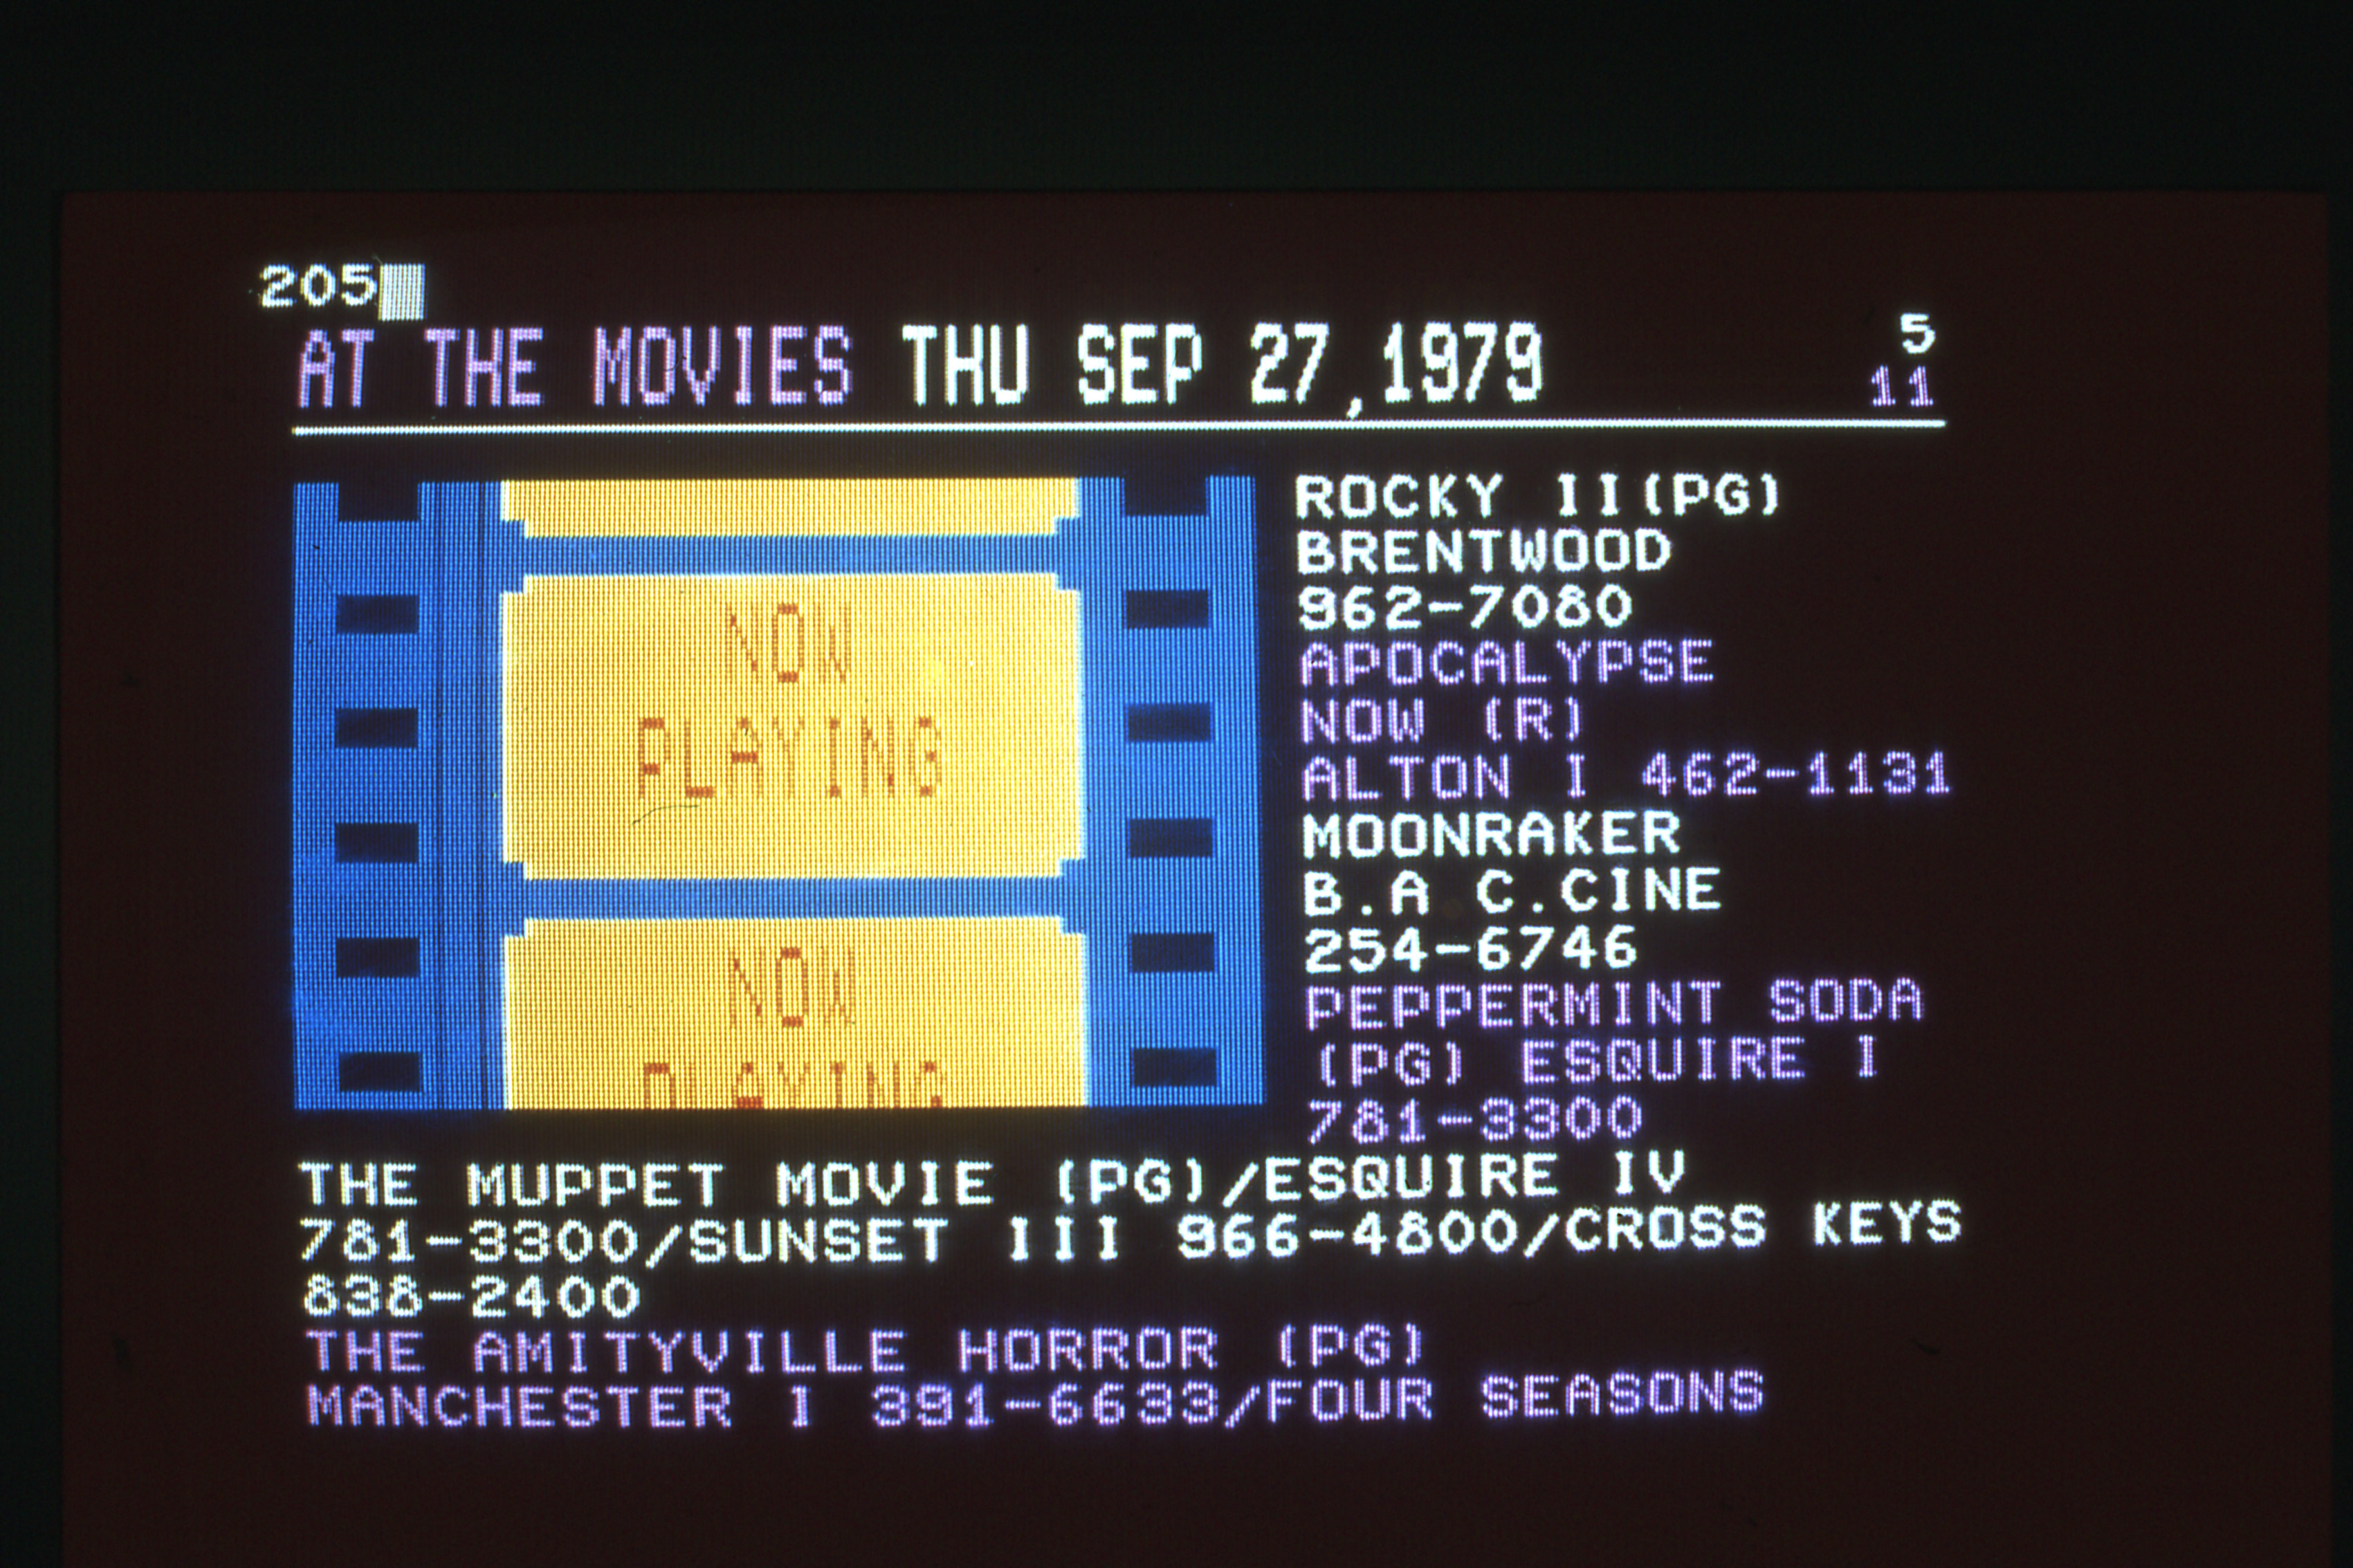 205
AT THE MOVIES THU SEP 27,1979
5
11
NOW
PLAYING
NOW
PLAYING
ROCKY II(PG)
BRENTWOOD
962-7080
APOCALYPSE
NOW (R)
ALTON I 462-1131
MOONRAKER
B.A C.CINE
254-6746
PEPPERMINT SODA
(PG) ESQUIRE I
781-3300
THE MUPPET MOVIE (PG)/ESQUIRE IV
781-3300/SUNSET III 966-4800/CROSS KEYS
838-2400
THE AMITYVILLE HORROR (PG)
MANCHESTER I 391-6633/FOUR SEASONS